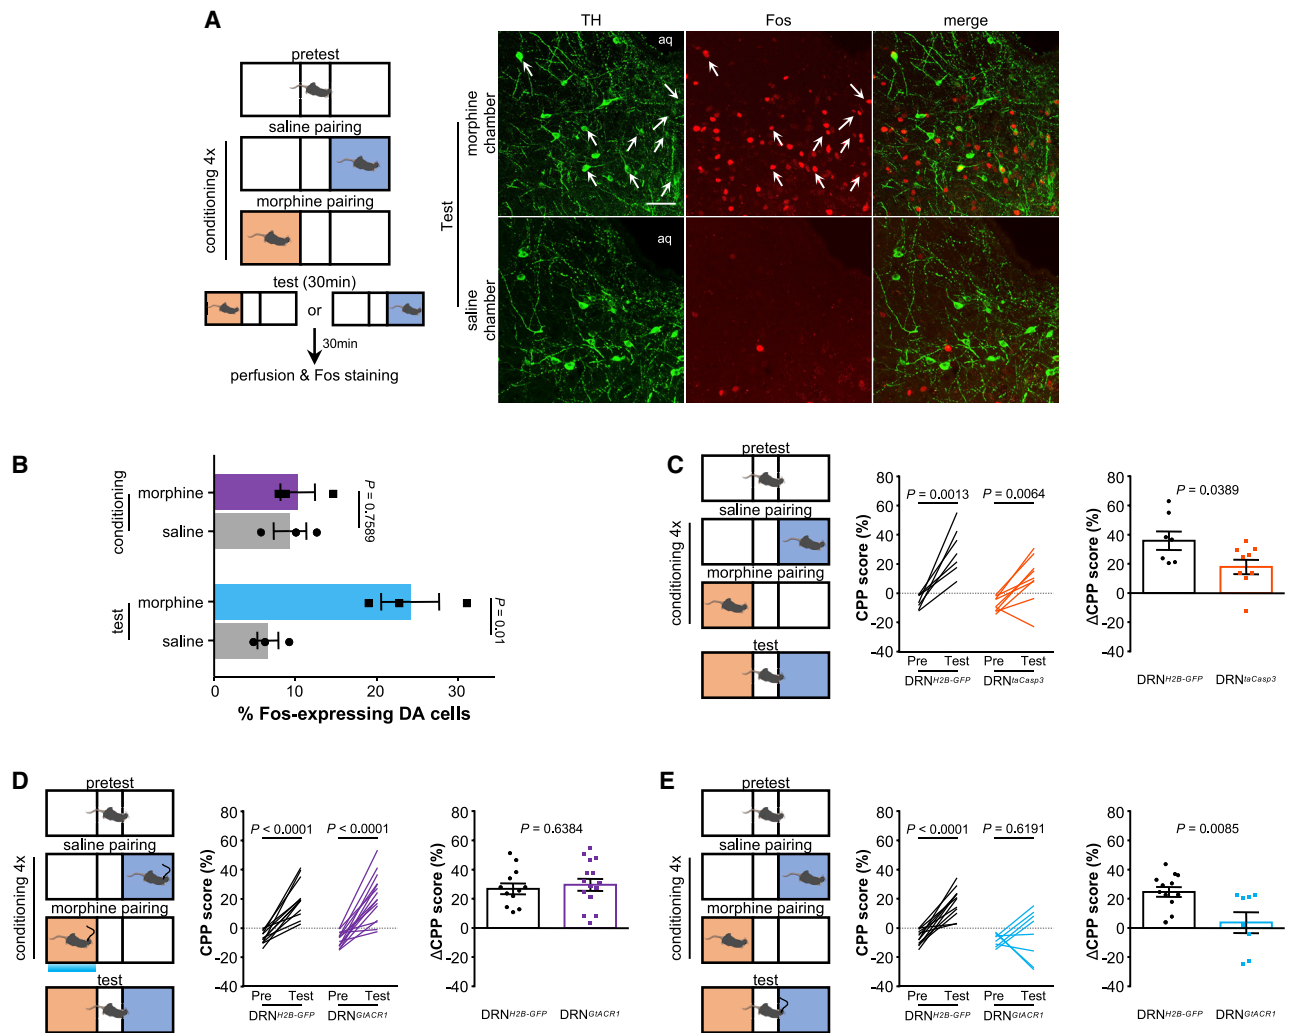 A
pretest
saline pairing
conditioning 4x
morphine pairing
test (30min)
or
30min
perfusion & Fos staining
TH
Fos
merge
Test
morphine
chamber
saline
chamber
aq
aq
aq
aq
B
conditioning
morphine
saline
P = 0.7589
test
morphine
saline
P = 0.01
0
10
20
30
% Fos-expressing DA cells
C
pretest
saline pairing
conditioning 4x
morphine pairing
test
CPP score (%)
80
60
40
20
0
−20
−40
P = 0.0013
P = 0.0064
Pre
Test
Pre
Test
DRNH2B-GFP
DRNtaCasp3
ΔCPP score (%)
80
60
40
20
0
−20
−40
P = 0.0389
DRNH2B-GFP
DRNtaCasp3
D
pretest
saline pairing
conditioning 4x
morphine pairing
test
CPP score (%)
80
60
40
20
0
−20
−40
P < 0.0001
P < 0.0001
Pre
Test
Pre
Test
DRNH2B-GFP
DRNGtACR1
ΔCPP score (%)
80
60
40
20
0
−20
−40
P = 0.6384
DRNH2B-GFP
DRNGtACR1
E
pretest
saline pairing
conditioning 4x
morphine pairing
test
CPP score (%)
80
60
40
20
0
−20
−40
P < 0.0001
P = 0.6191
Pre
Test
Pre
Test
DRNH2B-GFP
DRNGtACR1
ΔCPP score (%)
80
60
40
20
0
−20
−40
P = 0.0085
DRNH2B-GFP
DRNGtACR1